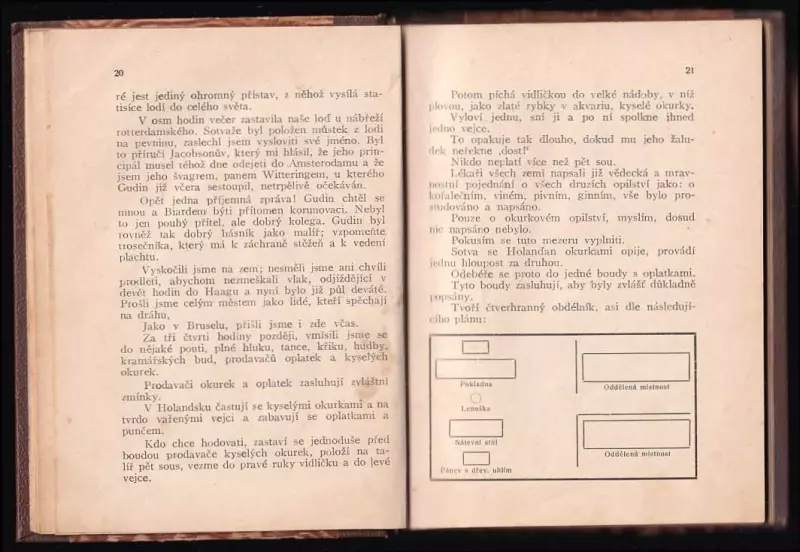 20
ré jest jediný ohromný přístav, z něhož vysílá sta-
tisíce lodí do celého světa.
V osm hodin večer zastavila naše loď u nábřeží
rotterdamského. Sotvaže byl položen můstek z lodi
na pevninu, zaslechl jsem vysloviti své jméno. Byl
to příručí Jacobsonův, který mi hlásil, že jeho prin-
cipál musel téhož dne odejeti do Amsterodamu a že
jsem jeho švagrem, panem Witteringem, u kterého
Gudin již včera sestoupil, netrpělivě očekáván.
Opět jedna příjemná zpráva! Gudin chtěl se
mnou a Biardem býti přítomen korunovaci. Nebyl
to jen pouhý přítel, ale dobrý kolega. Gudin byl
rovněž tak dobrý básník jako malíř; vzpomeňte
trosečníka, který má k záchraně stěžeň a k vedení
plachtu.
Vyskočili jsme na zem; nesměli jsme ani chvíli
prodleti, abychom nezmeškali vlak, odjíždějící v
devět hodin do Haagu a nyní bylo již půl deváté.
Prošli jsme celým městem jako lidé, kteří spěchají
na dráhu,
Jako v Bruselu, přišli jsme i zde včas.
Za tři čtvrti hodiny později, vmísili jsme se
do nějaké pouti, plné hluku, tance, křiku, hudby,
kramářských bud, prodavačů oplatek a kyselých
okurek.
Prodavači okurek a oplatek zasluhují zvláštní
zmínky.
V Holandsku častují se kyselými okurkami a na
tvrdo vařenými vejci a zabavují se oplatkami a
punčem.
Kdo chce hodovati, zastaví se jednoduše před
boudou prodavače kyselých okurek, položí na ta-
líř pět sous, vezme do pravé ruky vidličku a do levé
vejce.
21
Potom píchá vidličkou do velké nádoby, v níž
plovou, jako zlaté rybky v akvariu, kyselé okurky.
Vyloví jednu, sní ji a po ní spolkne ihned
jedno vejce.
To opakuje tak dlouho, dokud mu jeho žalu-
dek neřekne „dost!"
Nikdo neplatí více než pět sou.
Lékaři všech zemí napsali již vědecká a mrav-
nostní pojednání o všech druzích opilství jako: o
kořalečním, viném, pivním, ginním, vše bylo pro-
studováno a napsáno.
Pouze o okurkovém opilství, myslím, dosud
nic napsáno nebylo.
Pokusím se tuto mezeru vyplniti.
Sotva se Holanďan okurkami opije, provádí
jednu hloupost za druhou.
Odebéře se proto do jedné boudy s oplatkami.
Tyto boudy zasluhují, aby byly zvlášť důkladně
popsány.
Tvoří čtverhranný obdélník, asi dle následují-
cího plánu:
Pokladna
Lenoška
Nálevní stůl
Pánev s dřev. uhlím
Oddělená místnost
Oddělená místnost